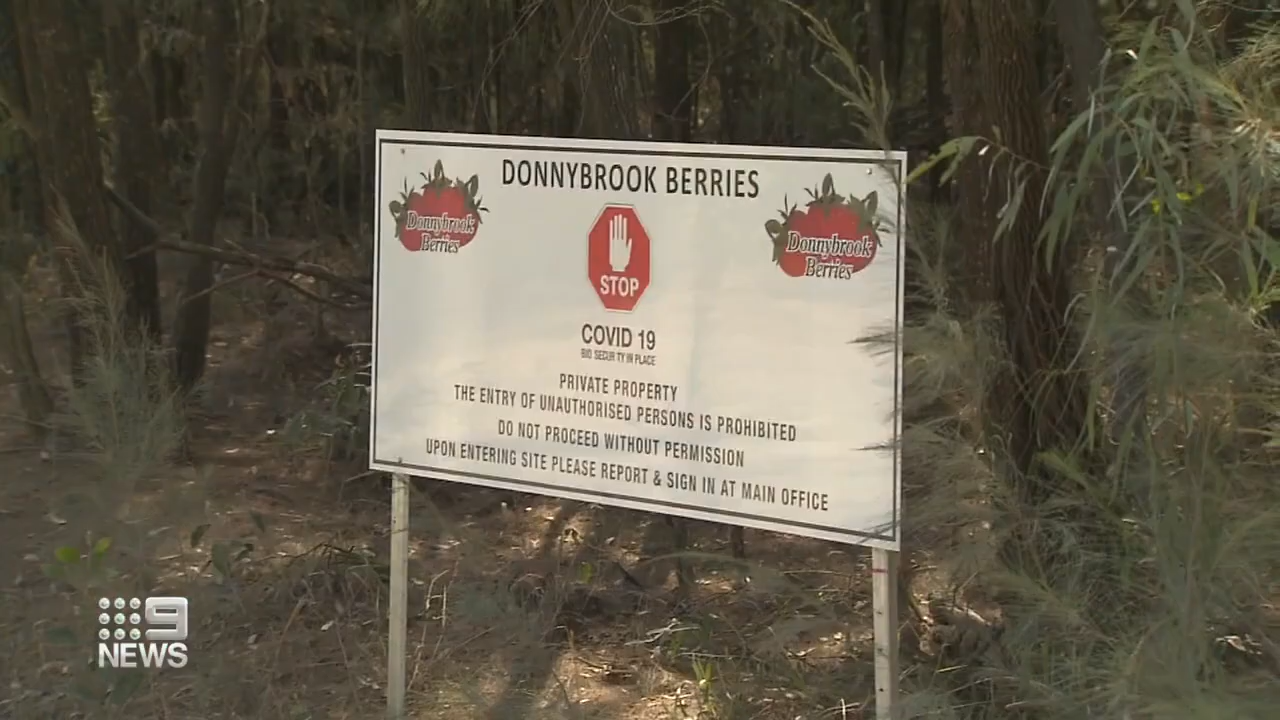 DONNYBROOK BERRIES
Donnybrook
Berries
Donnybrook
Berries
STOP
COVID 19
BIO SECURITY IN PLACE
PRIVATE PROPERTY
THE ENTRY OF UNAUTHORISED PERSONS IS PROHIBITED
DO NOT PROCEED WITHOUT PERMISSION
UPON ENTERING SITE PLEASE REPORT & SIGN IN AT MAIN OFFICE
9
NEWS